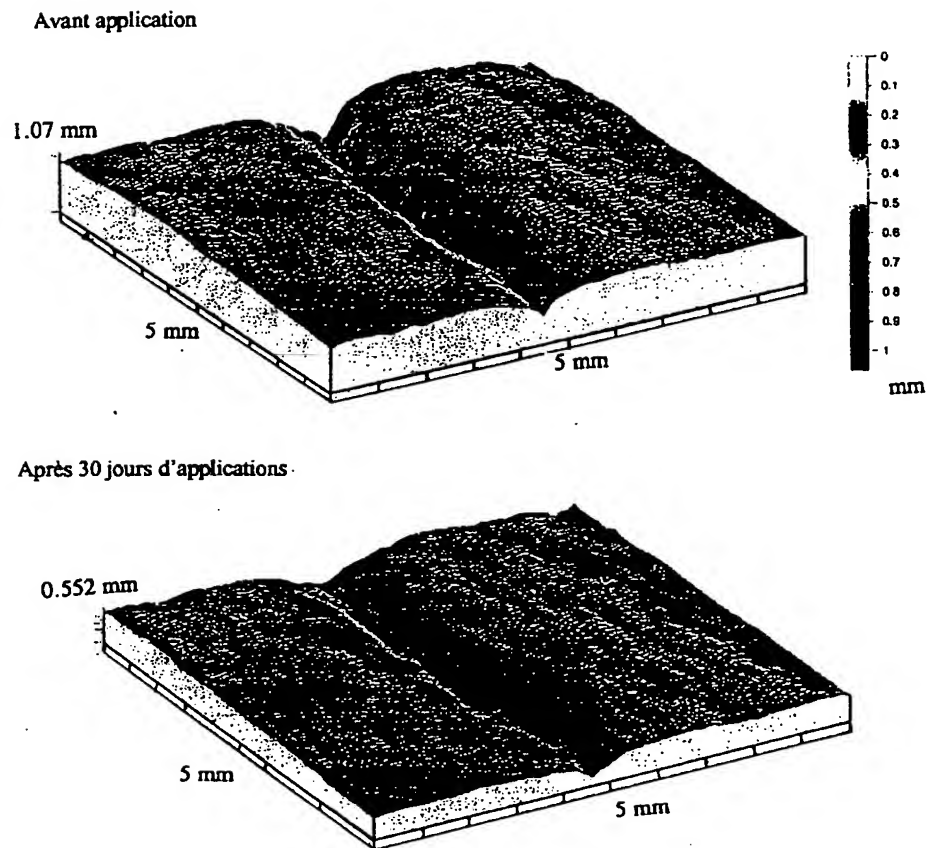 Avant application
1.07 mm
0
0.1
0.2
0.3
0.4
0.5
0.6
0.7
0.8
0.9
1
mm
5 mm
5 mm
Après 30 jours d'applications
0.552 mm
5 mm
5 mm